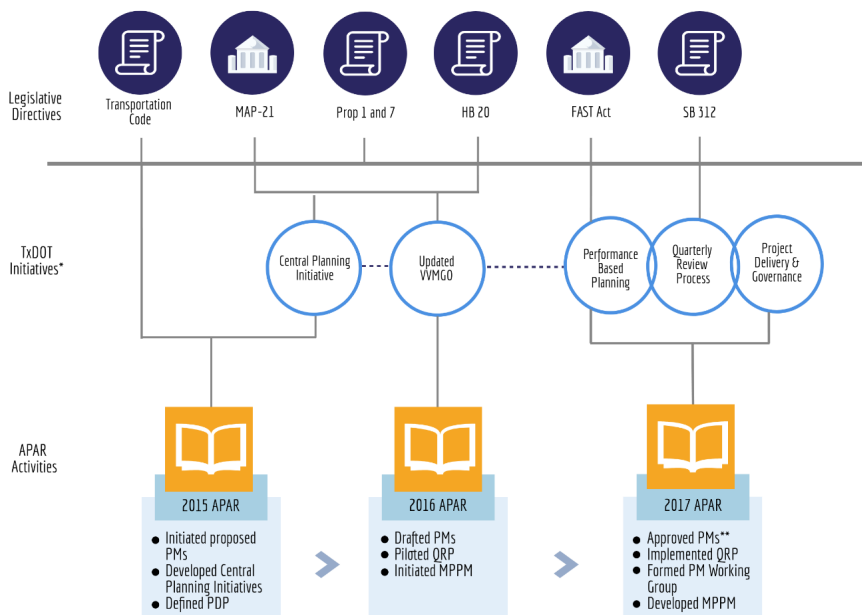 Legislative
Directives
Transportation
Code
MAP-21
Prop 1 and 7
HB 20
FAST Act
SB 312
TxDOT
Initiatives*
Central Planning
Initiative
Updated
VVMGO
Performance
Based
Planning
Quarterly
Review
Process
Project
Delivery &
Governance
APAR
Activities
2015 APAR
● Initiated proposed
PMs
● Developed Central
Planning Initiatives
● Defined PDP
2016 APAR
● Drafted PMs
● Piloted QRP
● Initiated MPPM
2017 APAR
● Approved PMs**
● Implemented QRP
● Formed PM Working
Group
● Developed MPPM